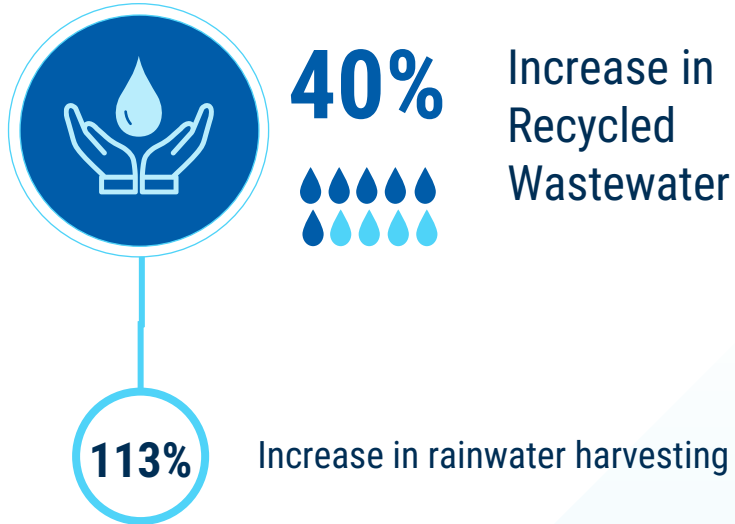 40%
Increase in
Recycled
Wastewater
113%
Increase in rainwater harvesting